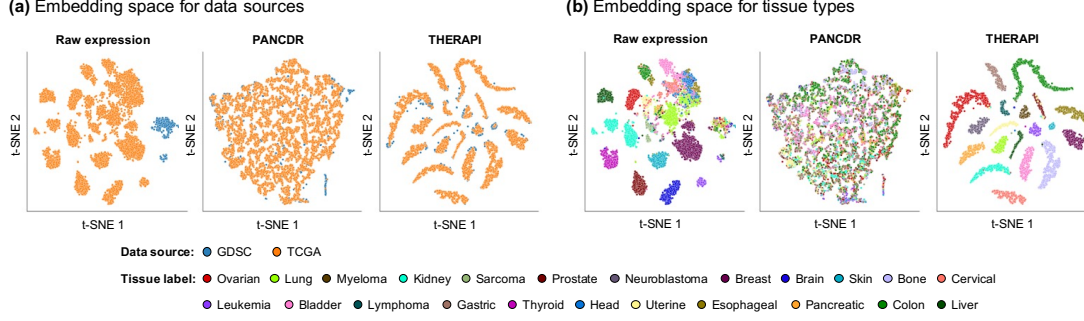 (a) Embedding space for data sources
(b) Embedding space for tissue types
Raw expression PANCDR THERAPI Raw expression PANCDR THERAPI
t-SNE 2 t-SNE 2 t-SNE 2 t-SNE 2 t-SNE 2 t-SNE 2
t-SNE 1 t-SNE 1 t-SNE 1 t-SNE 1 t-SNE 1 t-SNE 1
Data source: GDSC TCGA
Tissue label: Ovarian Lung Myeloma Kidney Sarcoma Prostate Neuroblastoma Breast Brain Skin Bone Cervical
Leukemia Bladder Lymphoma Gastric Thyroid Head Uterine Esophageal Pancreatic Colon Liver